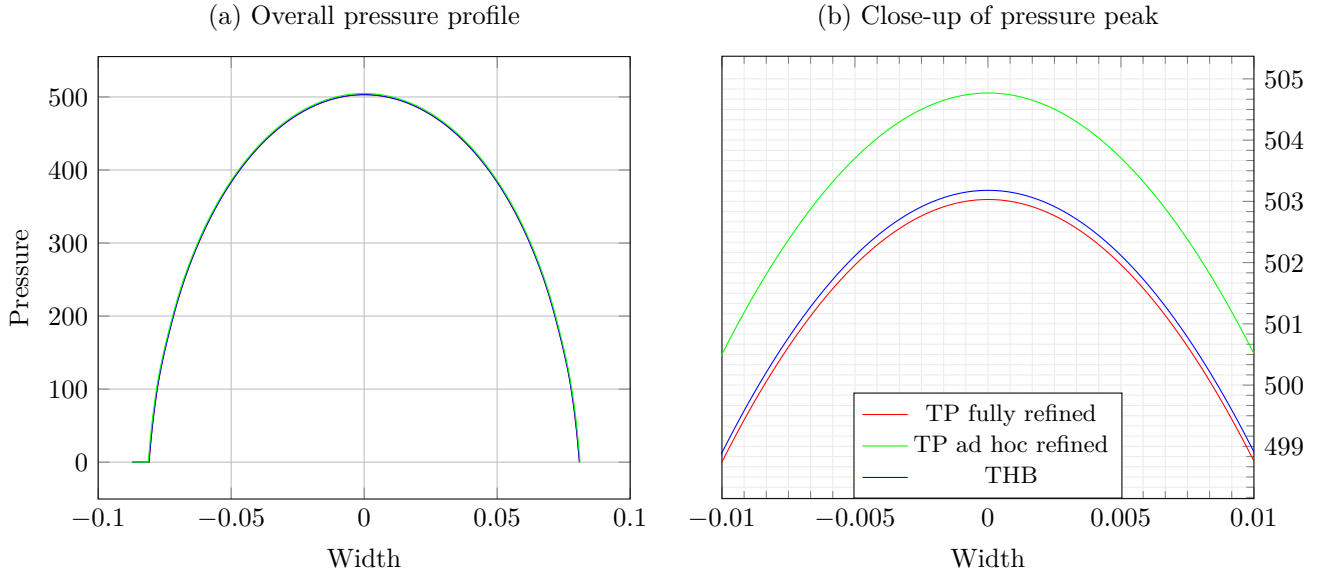 (a) Overall pressure profile
500
400
300
200
100
0
Pressure
−0.1
−0.05
0
0.05
0.1
Width
(b) Close-up of pressure peak
505
504
503
502
501
500
499
TP fully refined
TP ad hoc refined
THB
−0.01
−0.005
0
0.005
0.01
Width